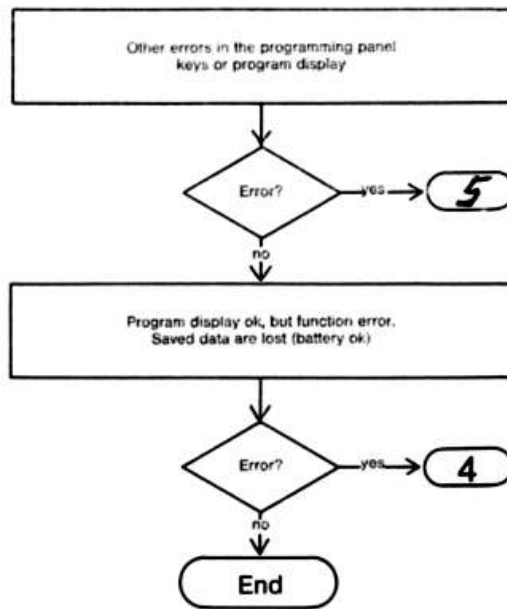 Other errors in the programming panel
keys or program display
Error?
yes
5
no
Program display ok, but function error.
Saved data are lost (battery ok)
Error?
yes
4
no
End